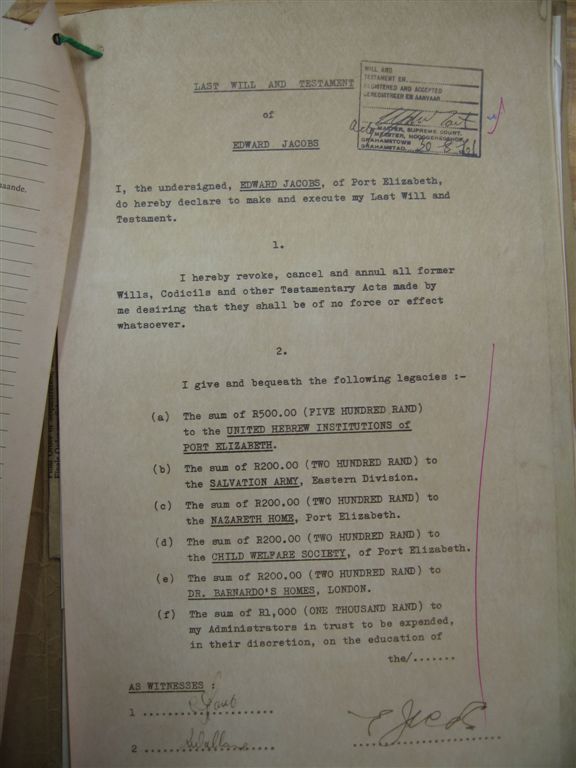 LAST WILL AND TESTAMENT
of
EDWARD JACOBS
WILL AND
TESTAMENT EN
REGISTERED AND ACCEPTED
GEREGISTREER EN AANVAAR
MASTER, SUPREME COURT.
MEESTER, HOOGGEREGSHOF
GRAHAMSTOWN
GRAHAMSTAD 30 8 61
aande.
I, the undersigned, EDWARD JACOBS, of Port Elizabeth,
do hereby declare to make and execute my Last Will and
Testament.
1.
I hereby revoke, cancel and annul all former
Wills, Codicils and other Testamentary Acts made by
me desiring that they shall be of no force or effect
whatsoever.
2.
I give and bequeath the following legacies :-
(a) The sum of R500.00 (FIVE HUNDRED RAND)
to the UNITED HEBREW INSTITUTIONS of
PORT ELIZABETH.
(b) The sum of R200.00 (TWO HUNDRED RAND) to
the SALVATION ARMY, Eastern Division.
(c) The sum of R200.00 (TWO HUNDRED RAND) to
the NAZARETH HOME, Port Elizabeth.
(d) The sum of R200.00 (TWO HUNDRED RAND) to
the CHILD WELFARE SOCIETY, of Port Elizabeth.
(e) The sum of R200.00 (TWO HUNDRED RAND) to
DR. BARNARDO'S HOMES, LONDON.
(f) The sum of R1,000 (ONE THOUSAND RAND) to
my Administrators in trust to be expended,
in their discretion, on the education of
the/.......
AS WITNESSES :
1
2
E Jacobs